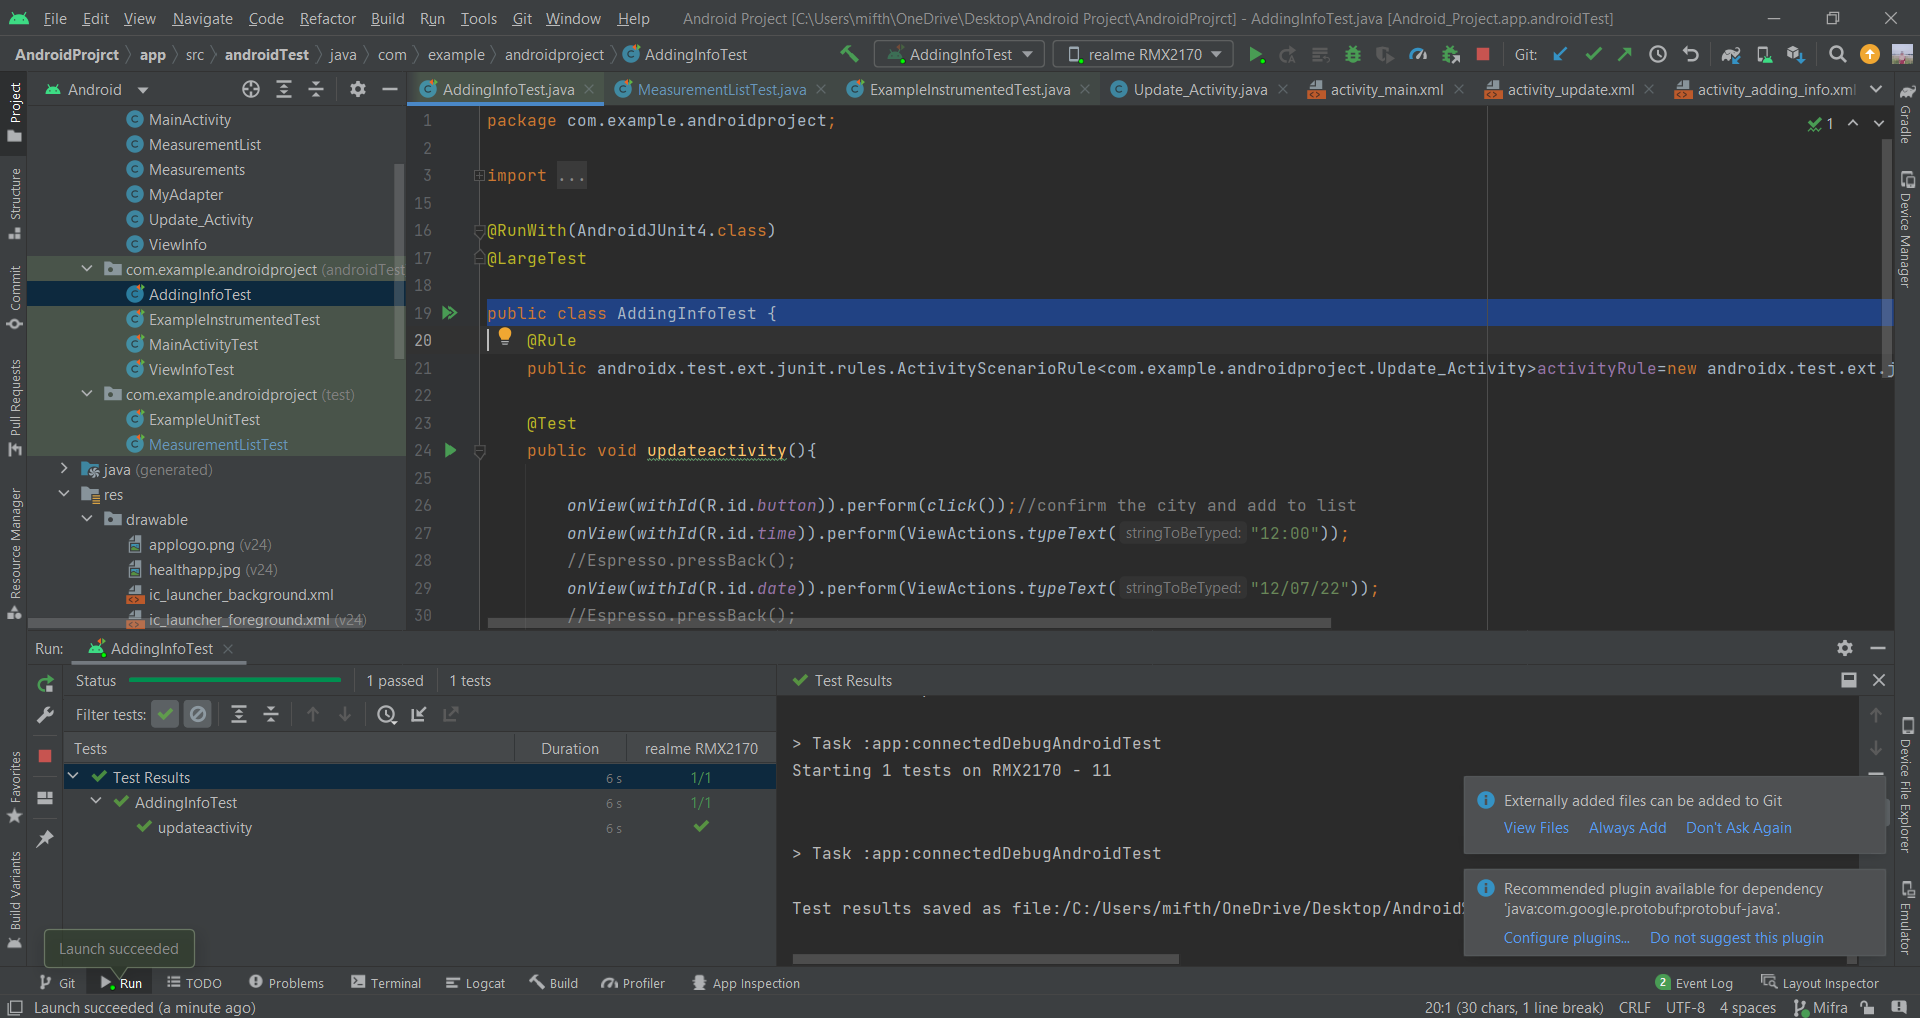 File Edit View Navigate Code Refactor Build Run Tools Git Window Help Android Project [C:\Users\mifth\OneDrive\Desktop\Android Project\AndroidProjrct] - AddingInfoTest.java [Android_Project.app.androidTest]
AndroidProjrct app src androidTest java com example androidproject AddingInfoTest AddingInfoTest realme RMX2170 Git:
Android AddingInfoTest.java MeasurementListTest.java ExampleInstrumentedTest.java Update_Activity.java activity_main.xml activity_update.xml activity_adding_info.xml
Project
Structure
Commit
Pull Requests
Resource Manager
Favorites
Build Variants
MainActivity
MeasurementList
Measurements
MyAdapter
Update_Activity
ViewInfo
com.example.androidproject (androidTest
AddingInfoTest
ExampleInstrumentedTest
MainActivityTest
ViewInfoTest
com.example.androidproject (test)
ExampleUnitTest
MeasurementListTest
java (generated)
res
drawable
applogo.png (v24)
healthapp.jpg (v24)
ic_launcher_background.xml
ic_launcher_foreground.xml (v24)
1 package com.example.androidproject;
1
2
3 import ...
15
16 @RunWith(AndroidJUnit4.class)
17 @LargeTest
18
19 public class AddingInfoTest {
20 @Rule
21 public androidx.test.ext.junit.rules.ActivityScenarioRule<com.example.androidproject.Update_Activity>activityRule=new androidx.test.ext.j
22
23 @Test
24 public void updateactivity(){
25
26 onView(withId(R.id.button)).perform(click());//confirm the city and add to list
27 onView(withId(R.id.time)).perform(ViewActions.typeText( stringToBeTyped: "12:00"));
28 //Espresso.pressBack();
29 onView(withId(R.id.date)).perform(ViewActions.typeText( stringToBeTyped: "12/07/22"));
30 //Espresso.pressBack();
Gradle
Device Manager
Device File Explorer
Emulator
Run: AddingInfoTest
Status 1 passed 1 tests
Filter tests:
Tests Duration realme RMX2170
Test Results 6 s 1/1
AddingInfoTest 6 s 1/1
updateactivity 6 s
Test Results
> Task :app:connectedDebugAndroidTest
Starting 1 tests on RMX2170 - 11
> Task :app:connectedDebugAndroidTest
Test results saved as file:/C:/Users/mifth/OneDrive/Desktop/Android%
Externally added files can be added to Git
View Files Always Add Don't Ask Again
Recommended plugin available for dependency
'java:com.google.protobuf:protobuf-java'.
Configure plugins... Do not suggest this plugin
Launch succeeded
Git Run TODO Problems Terminal Logcat Build Profiler App Inspection 2 Event Log Layout Inspector
Launch succeeded (a minute ago) 20:1 (30 chars, 1 line break) CRLF UTF-8 4 spaces Mifra